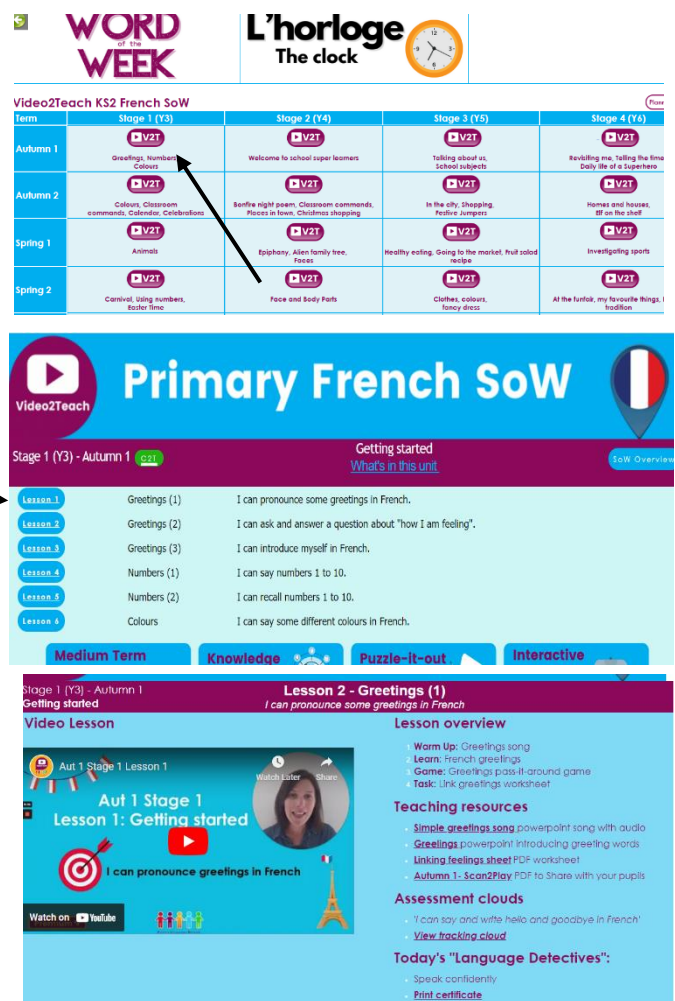 WORD
of the
WEEK
L'horloge
The clock
12
3
6
9
Video2Teach KS2 French SoW
Term
Stage 1 (Y3)
Stage 2 (Y4)
Stage 3 (Y5)
Stage 4 (Y6)
Autumn 1
V2T
Greetings, Numbers
Colours
V2T
Welcome to school super learners
V2T
Talking about us,
School subjects
V2T
Revisiting me, Telling the time
Daily life of a Superhero
Autumn 2
V2T
Colours, Classroom
commands, Calendar, Celebrations
V2T
Bonfire night poem, Classroom commands,
Places in town, Christmas shopping
V2T
In the city, Shopping,
Festive Jumpers
V2T
Homes and houses,
Elf on the shelf
Spring 1
V2T
Animals
V2T
Epiphany, Alien family tree,
Faces
V2T
Healthy eating, Going to the market, Fruit salad
recipe
V2T
Investigating sports
Spring 2
V2T
Carnival, Using numbers,
Easter Time
V2T
Face and Body Parts
V2T
Clothes, colours,
fancy dress
V2T
At the funfair, my favourite things,
tradition
Video2Teach
Primary French SoW
Stage 1 (Y3) - Autumn 1
C2T
Getting started
What's in this unit
SoW Overview
Lesson 1
Greetings (1)
I can pronounce some greetings in French.
Lesson 2
Greetings (2)
I can ask and answer a question about "how I am feeling".
Lesson 3
Greetings (3)
I can introduce myself in French.
Lesson 4
Numbers (1)
I can say numbers 1 to 10.
Lesson 5
Numbers (2)
I can recall numbers 1 to 10.
Lesson 6
Colours
I can say some different colours in French.
Medium Term
Knowledge
Puzzle-it-out
Interactive
Stage 1 (Y3) - Autumn 1
Getting started
Lesson 2 - Greetings (1)
I can pronounce some greetings in French
Video Lesson
Aut 1 Stage 1 Lesson 1
Watch Later
Share
Aut 1 Stage 1
Lesson 1: Getting started
I can pronounce greetings in French
Watch on YouTube
Lesson overview
Warm Up: Greetings song
Learn: French greetings
Game: Greetings pass-it-around game
Task: Link greetings worksheet
Teaching resources
Simple greetings song powerpoint song with audio
Greetings powerpoint introducing greeting words
Linking feelings sheet PDF worksheet
Autumn 1- Scan2Play PDF to Share with your pupils
Assessment clouds
'I can say and write hello and goodbye in French'
View tracking cloud
Today's "Language Detectives":
Speak confidently
Print certificate